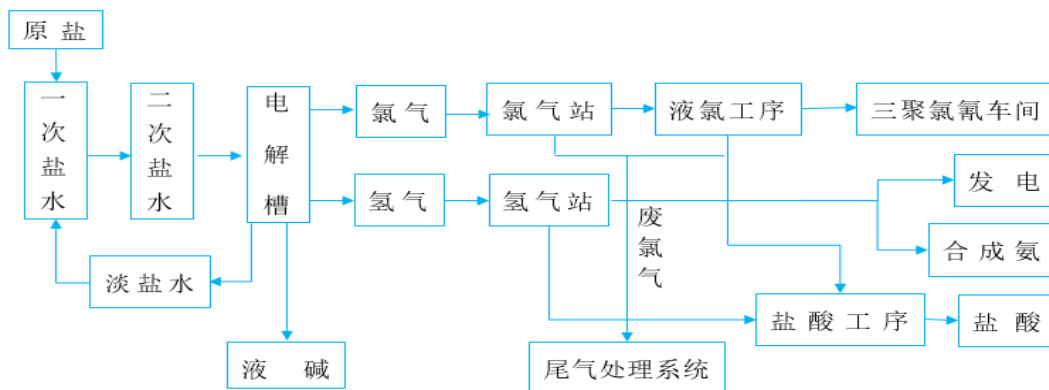 原盐
一次盐水
二次盐水
电解槽
氯气
氯气站
液氯工序
三聚氯氰车间
氢气
氢气站
废氯气
发电
合成氨
淡盐水
盐酸工序
盐酸
液碱
尾气处理系统